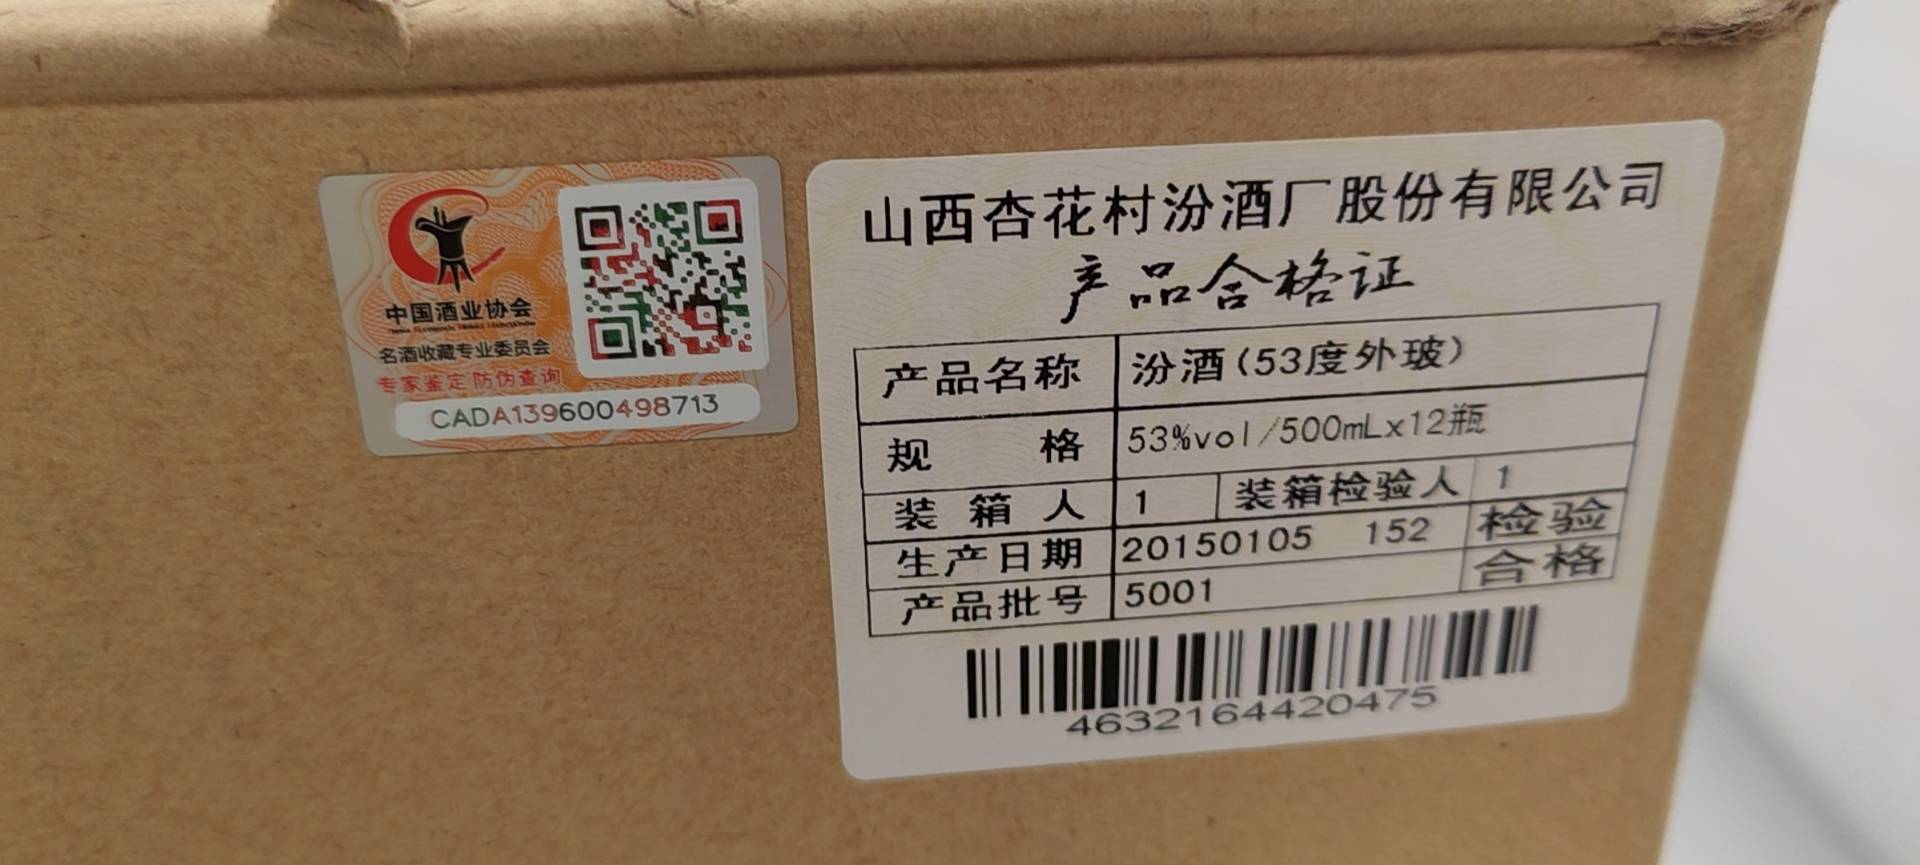 中国酒业协会
CHINA ALCOHOLIC DRINKS ASSOCIATION
名酒收藏专业委员会
专家鉴定 防伪查询
CADA139600498713
山西杏花村汾酒厂股份有限公司
产品合格证
产品名称 汾酒(53度外玻)
规 格 53%vol/500mLx12瓶
装 箱 人 1 装箱检验人 1
生产日期 20150105 152 检验
产品批号 5001 合格
4632164420475